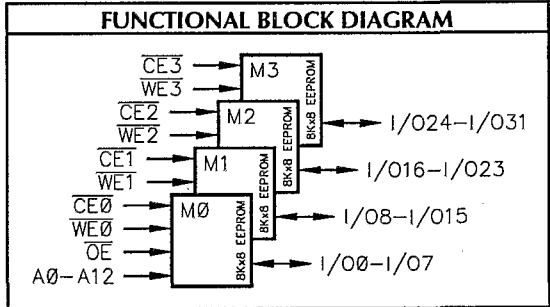 FUNCTIONAL BLOCK DIAGRAM
CE3
WE3
M3
8Kx8 EEPROM
I/O24–I/O31
CE2
WE2
M2
8Kx8 EEPROM
I/O16–I/O23
CE1
WE1
M1
8Kx8 EEPROM
I/O8–I/O15
CEØ
WEØ
OE
AØ–A12
MØ
8Kx8 EEPROM
I/OØ–I/O7